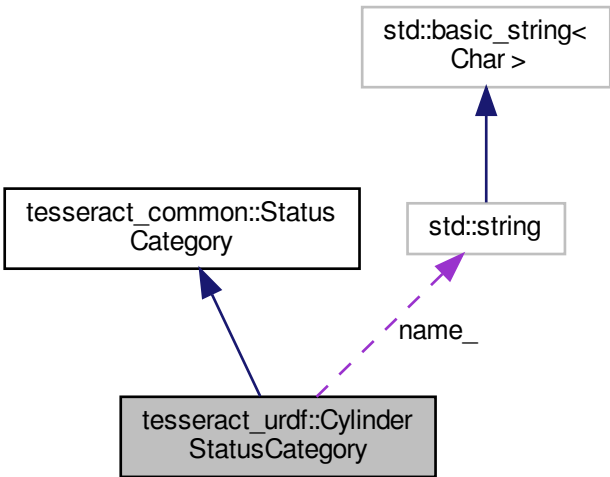 std::basic_string<
Char >
tesseract_common::Status
Category
std::string
name_
tesseract_urdf::Cylinder
StatusCategory